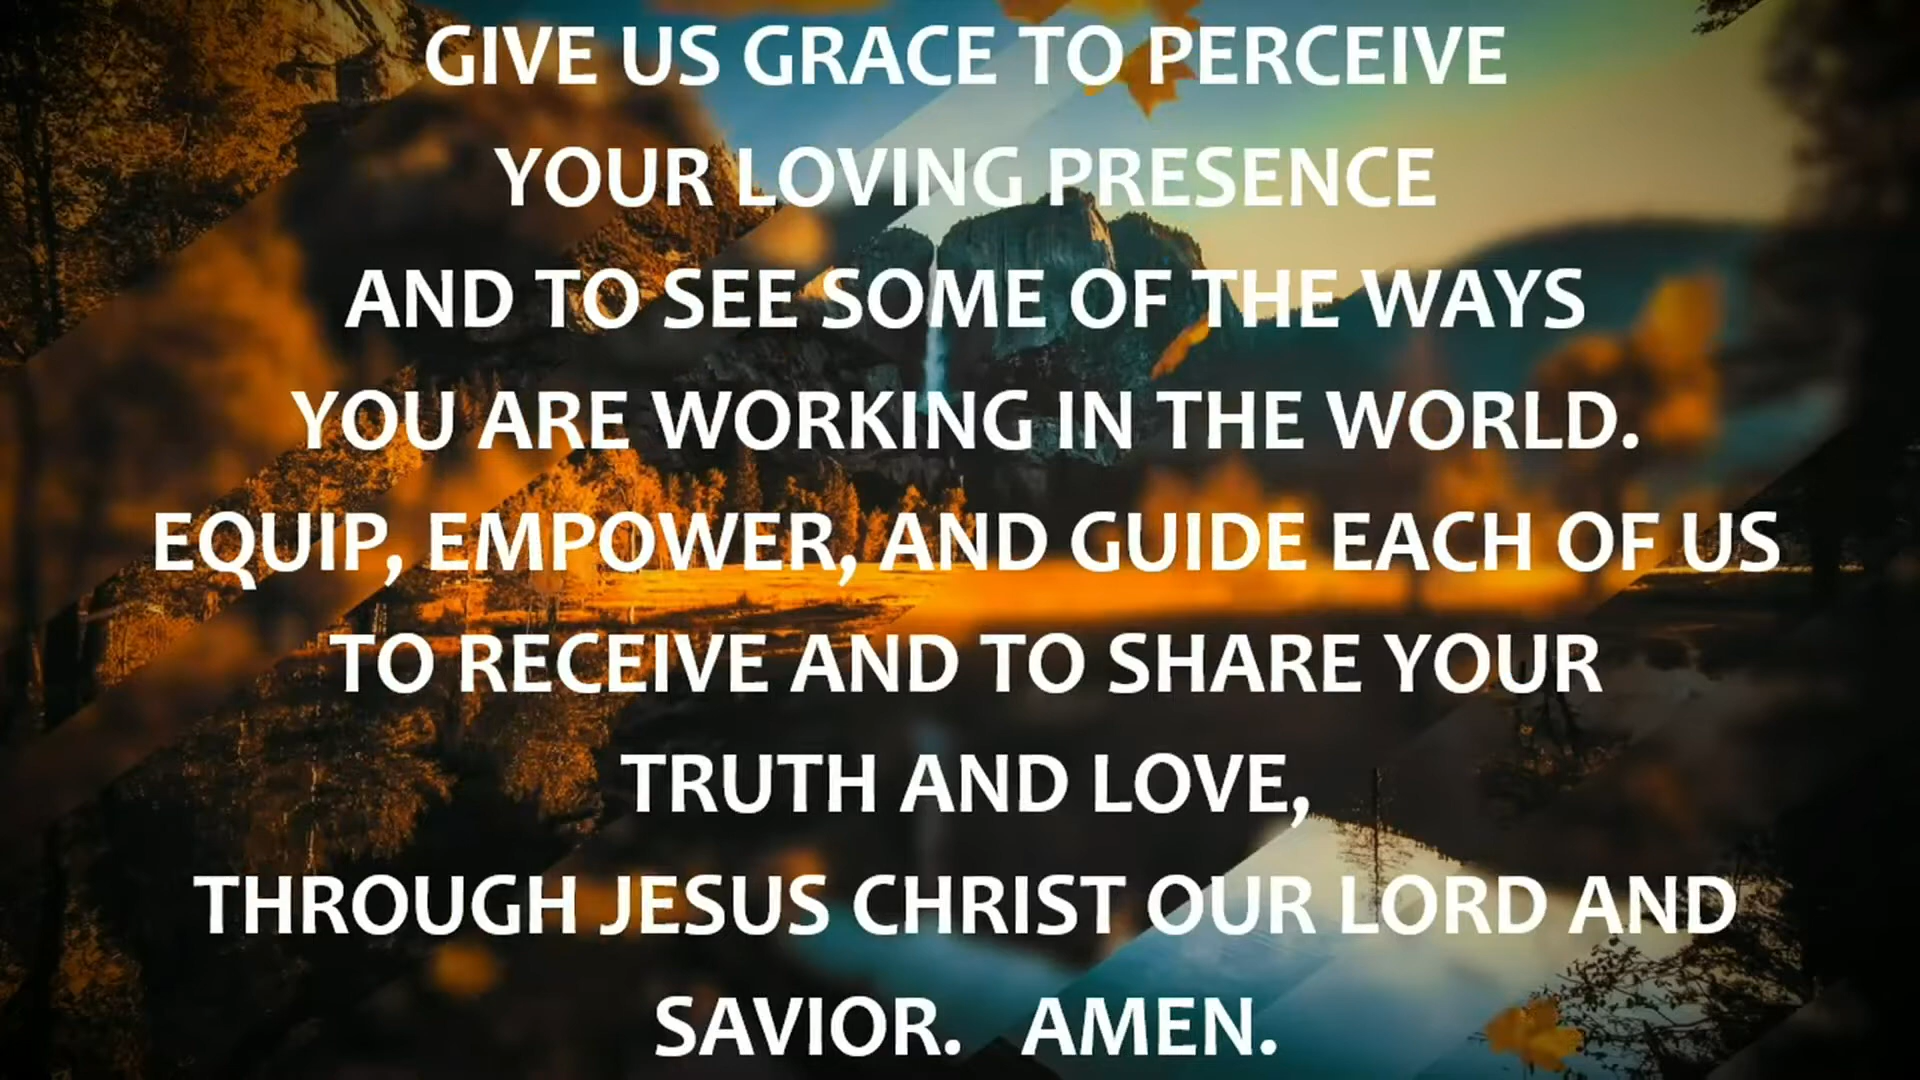 GIVE US GRACE TO PERCEIVE
YOUR LOVING PRESENCE
AND TO SEE SOME OF THE WAYS
YOU ARE WORKING IN THE WORLD.
EQUIP, EMPOWER, AND GUIDE EACH OF US
TO RECEIVE AND TO SHARE YOUR
TRUTH AND LOVE,
THROUGH JESUS CHRIST OUR LORD AND
SAVIOR.   AMEN.